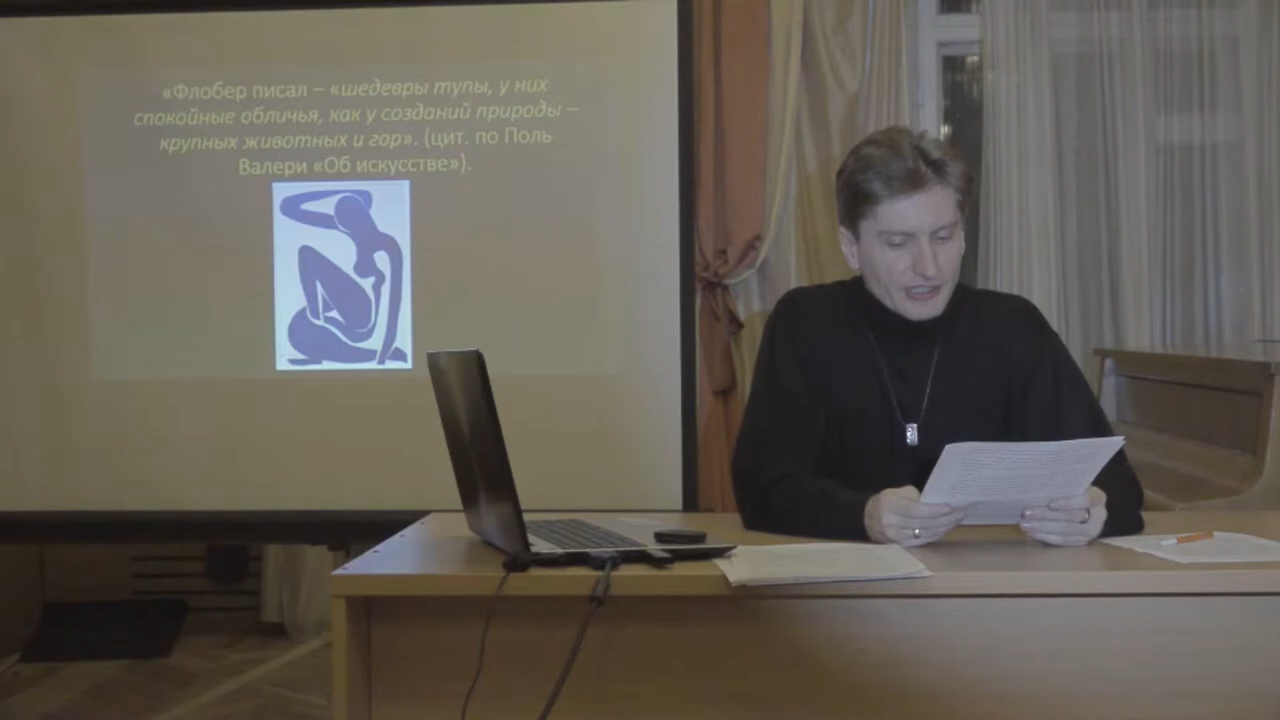 «Флобер писал – «шедевры тупы, у них
спокойные обличья, как у созданий природы –
крупных животных и гор». (цит. по Поль
Валери «Об искусстве»).